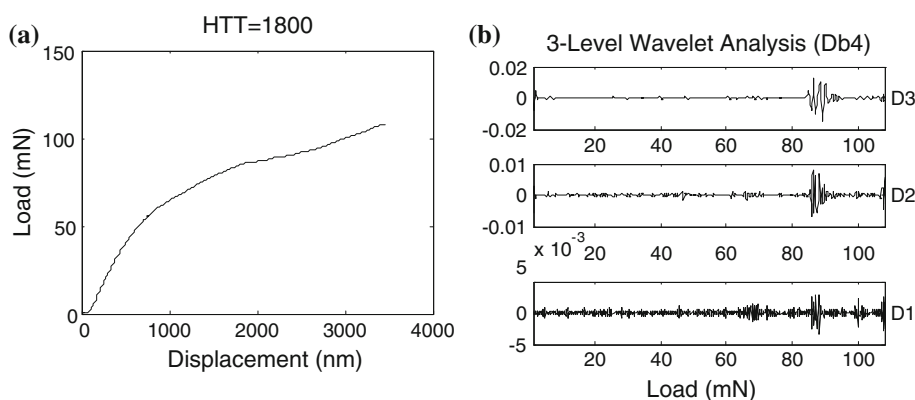 (a)
HTT=1800
150
100
50
0
Load (mN)
0 1000 2000 3000 4000
Displacement (nm)
(b)
3-Level Wavelet Analysis (Db4)
0.02
0
-0.02
D3
20 40 60 80 100
0.01
0
-0.01
D2
x 10^-3
20 40 60 80 100
5
0
-5
D1
20 40 60 80 100
Load (mN)